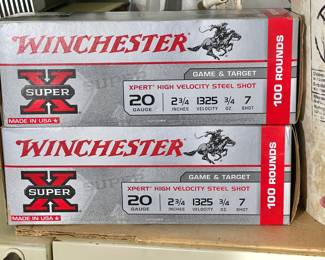 WINCHESTER
GAME & TARGET
X
SUPER
XPERT® HIGH VELOCITY STEEL SHOT
20 2 3/4 1325 3/4 7
GAUGE INCHES VELOCITY OZ SHOT
MADE IN USA★
100 ROUNDS
WINCHESTER
GAME & TARGET
X
SUPER
XPERT® HIGH VELOCITY STEEL SHOT
20 2 3/4 1325 3/4 7
GAUGE INCHES VELOCITY OZ SHOT
MADE IN USA★
100 ROUNDS